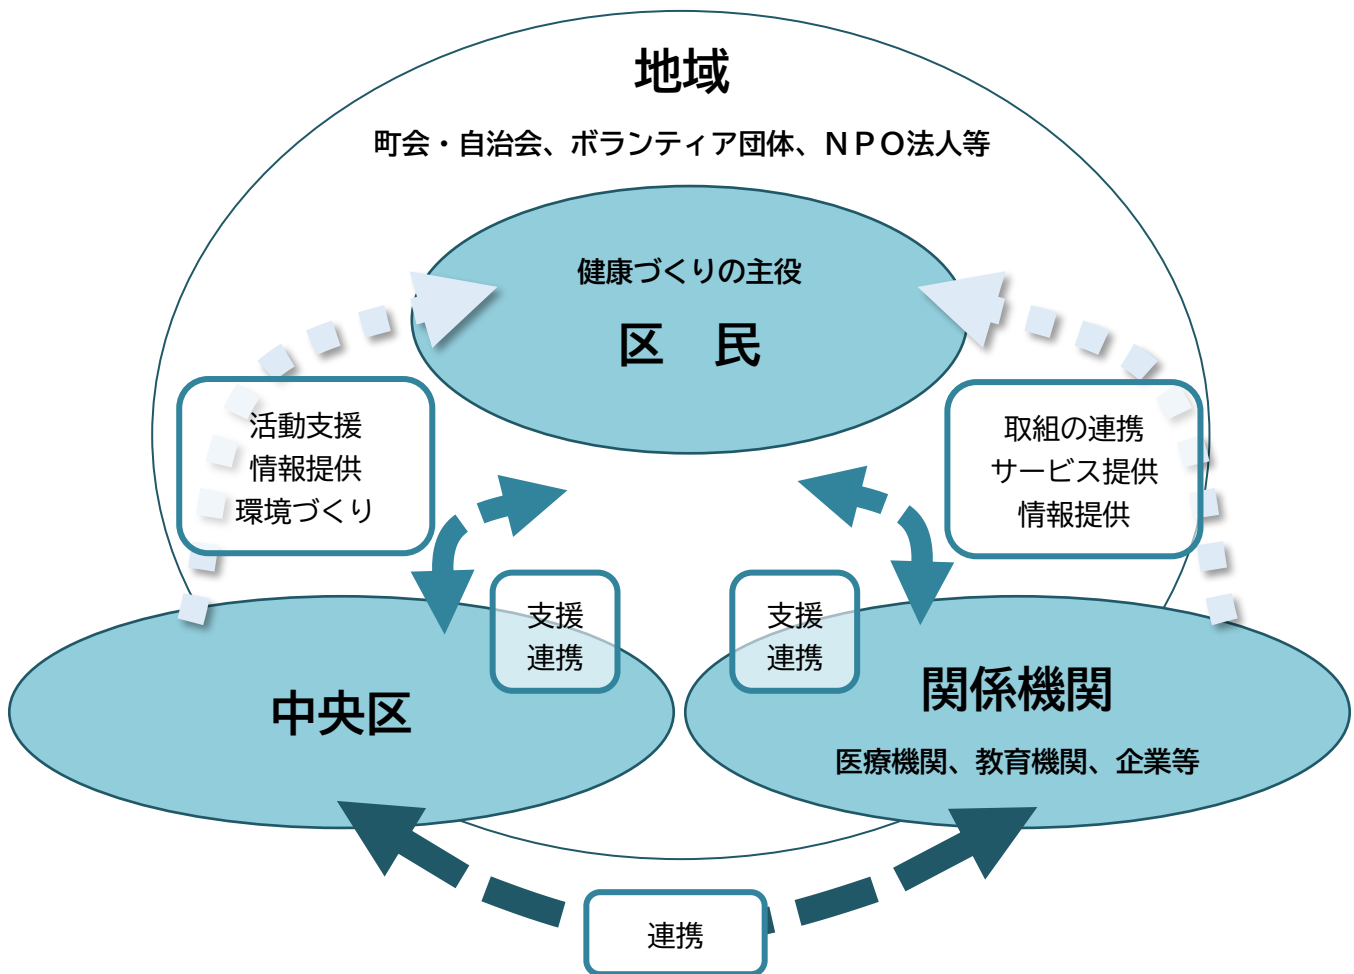 地域
町会・自治会、ボランティア団体、ＮＰＯ法人等
健康づくりの主役
区　民
活動支援
情報提供
環境づくり
取組の連携
サービス提供
情報提供
支援
連携
支援
連携
中央区
関係機関
医療機関、教育機関、企業等
連携